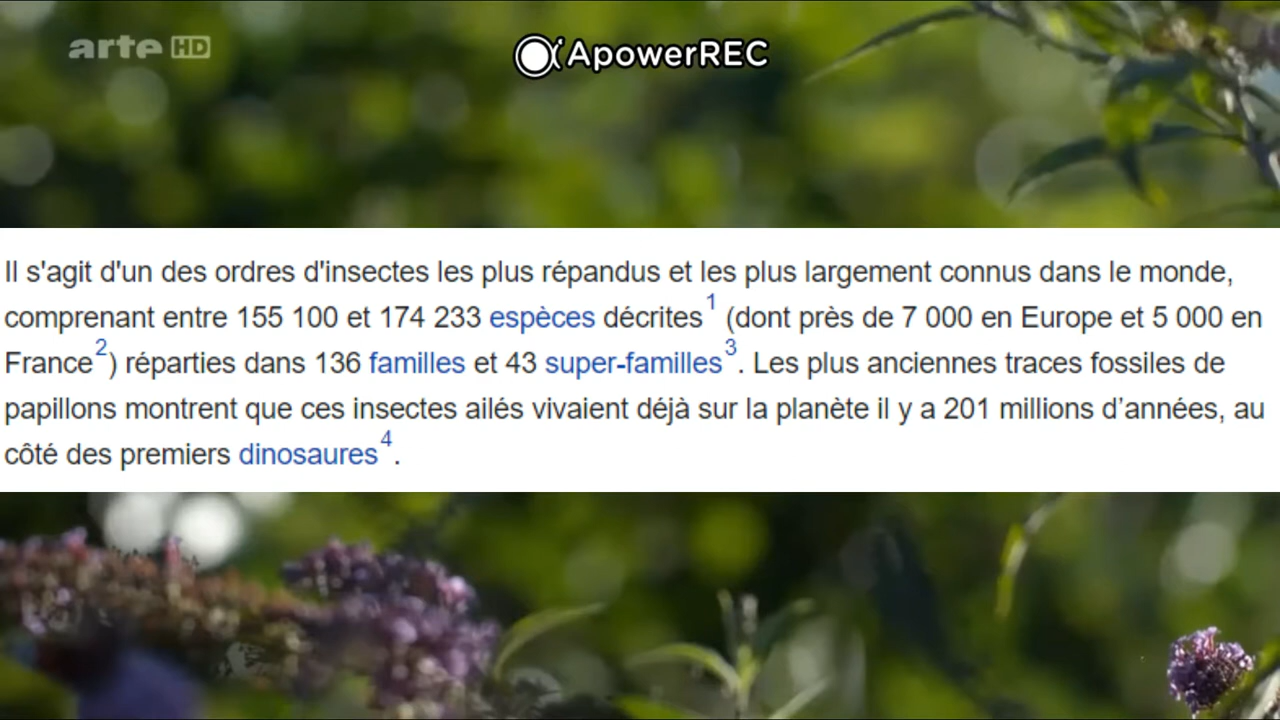 arte HD
ApowerREC
Il s'agit d'un des ordres d'insectes les plus répandus et les plus largement connus dans le monde,
comprenant entre 155 100 et 174 233 espèces décrites1 (dont près de 7 000 en Europe et 5 000 en
France2) réparties dans 136 familles et 43 super-familles3. Les plus anciennes traces fossiles de
papillons montrent que ces insectes ailés vivaient déjà sur la planète il y a 201 millions d’années, au
côté des premiers dinosaures4.